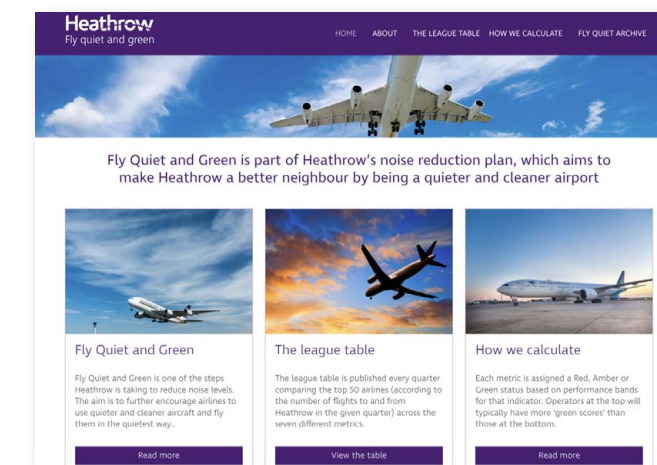 Heathrow
Fly quiet and green
HOME ABOUT THE LEAGUE TABLE HOW WE CALCULATE FLY QUIET ARCHIVE
Fly Quiet and Green is part of Heathrow's noise reduction plan, which aims to
make Heathrow a better neighbour by being a quieter and cleaner airport
Fly Quiet and Green
Fly Quiet and Green is one of the steps
Heathrow is taking to reduce noise levels.
The aim is to further encourage airlines to
use quieter and cleaner aircraft and fly
them in the quietest way..
Read more
The league table
The league table is published every quarter
comparing the top 50 airlines (according to
the number of flights to and from
Heathrow in the given quarter) across the
seven different metrics.
View the table
How we calculate
Each metric is assigned a Red, Amber or
Green status based on performance bands
for that indicator. Operators at the top will
typically have more 'green scores' than
those at the bottom.
Read more